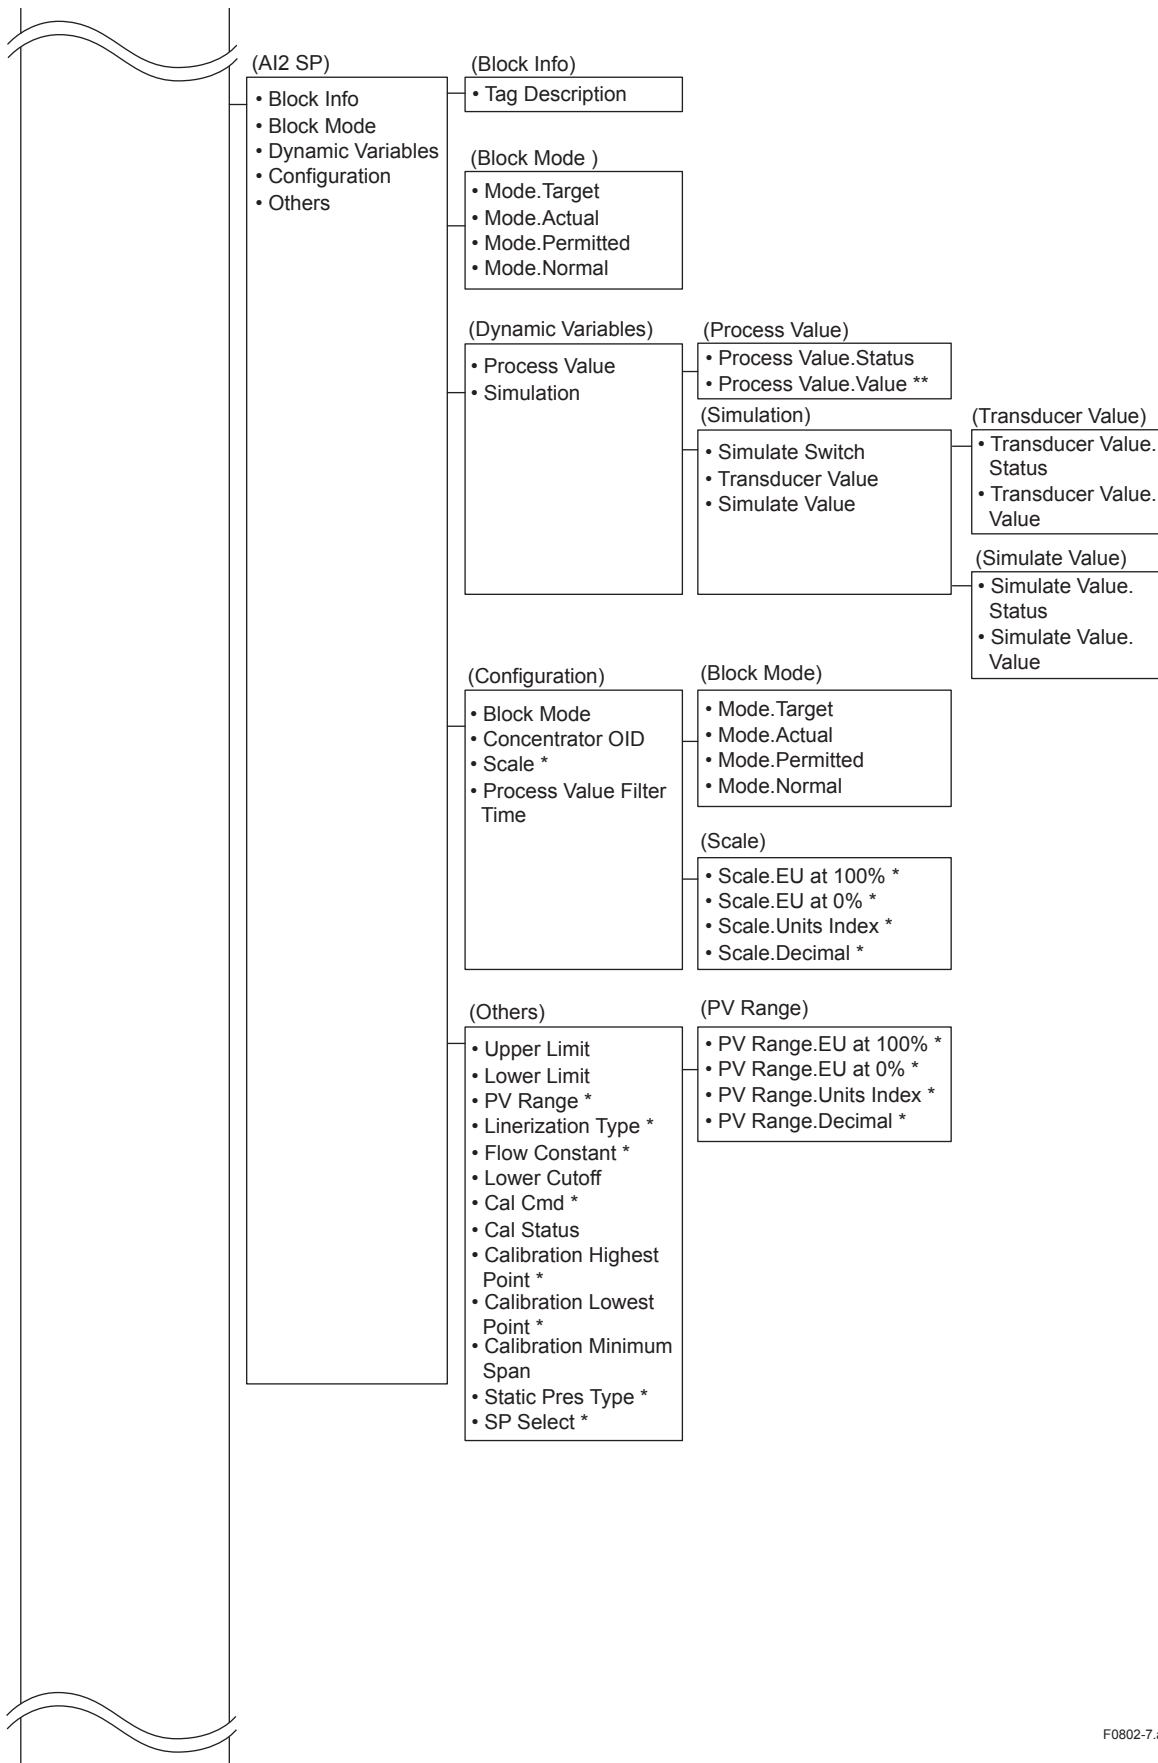 (AI2 SP)
• Block Info
• Block Mode
• Dynamic Variables
• Configuration
• Others
(Block Info)
• Tag Description
(Block Mode )
• Mode.Target
• Mode.Actual
• Mode.Permitted
• Mode.Normal
(Dynamic Variables)
• Process Value
• Simulation
(Process Value)
• Process Value.Status
• Process Value.Value **
(Simulation)
• Simulate Switch
• Transducer Value
• Simulate Value
(Transducer Value)
• Transducer Value.
Status
• Transducer Value.
Value
(Simulate Value)
• Simulate Value.
Status
• Simulate Value.
Value
(Configuration)
• Block Mode
• Concentrator OID
• Scale *
• Process Value Filter
Time
(Block Mode)
• Mode.Target
• Mode.Actual
• Mode.Permitted
• Mode.Normal
(Scale)
• Scale.EU at 100% *
• Scale.EU at 0% *
• Scale.Units Index *
• Scale.Decimal *
(Others)
• Upper Limit
• Lower Limit
• PV Range *
• Linerization Type *
• Flow Constant *
• Lower Cutoff
• Cal Cmd *
• Cal Status
• Calibration Highest
Point *
• Calibration Lowest
Point *
• Calibration Minimum
Span
• Static Pres Type *
• SP Select *
(PV Range)
• PV Range.EU at 100% *
• PV Range.EU at 0% *
• PV Range.Units Index *
• PV Range.Decimal *